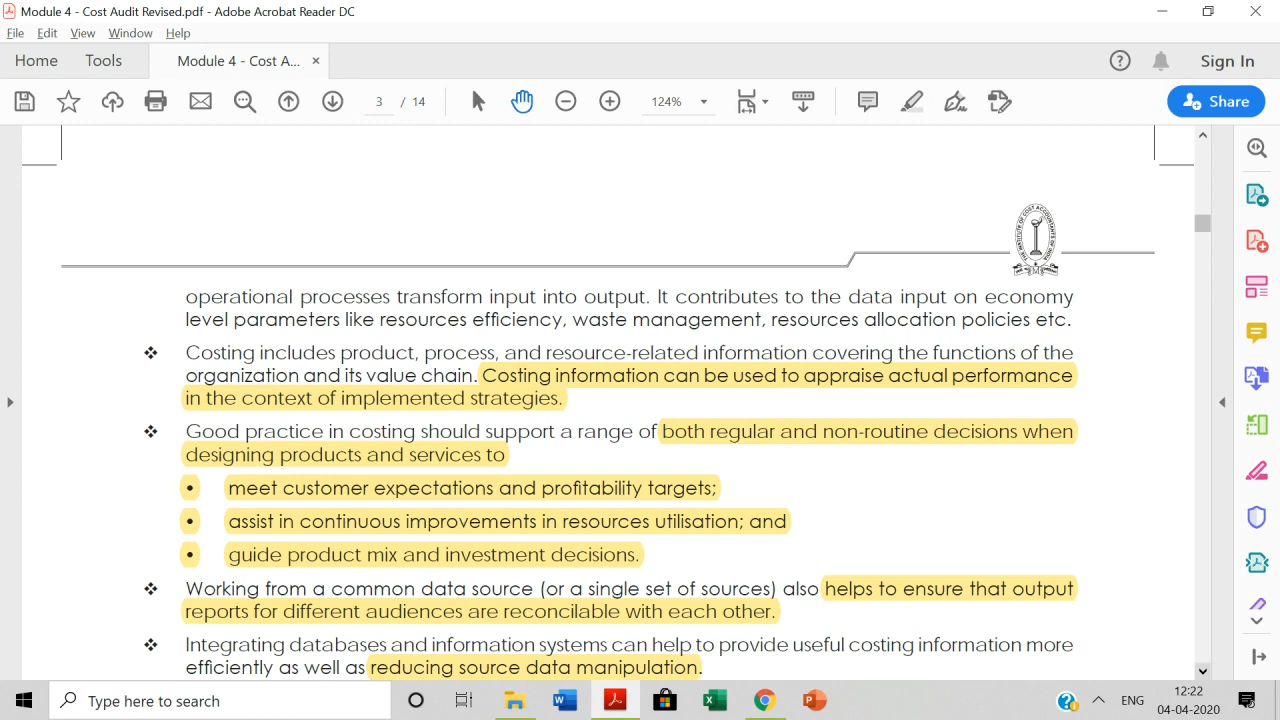 Module 4 - Cost Audit Revised.pdf - Adobe Acrobat Reader DC
File Edit View Window Help
Home Tools Module 4 - Cost A... × Sign In
3 / 14 124% Share
operational processes transform input into output. It contributes to the data input on economy
level parameters like resources efficiency, waste management, resources allocation policies etc.
❖ Costing includes product, process, and resource-related information covering the functions of the
organization and its value chain. Costing information can be used to appraise actual performance
in the context of implemented strategies.
❖ Good practice in costing should support a range of both regular and non-routine decisions when
designing products and services to
• meet customer expectations and profitability targets;
• assist in continuous improvements in resources utilisation; and
• guide product mix and investment decisions.
❖ Working from a common data source (or a single set of sources) also helps to ensure that output
reports for different audiences are reconcilable with each other.
❖ Integrating databases and information systems can help to provide useful costing information more
efficiently as well as reducing source data manipulation.
Type here to search
ENG
12:22
04-04-2020